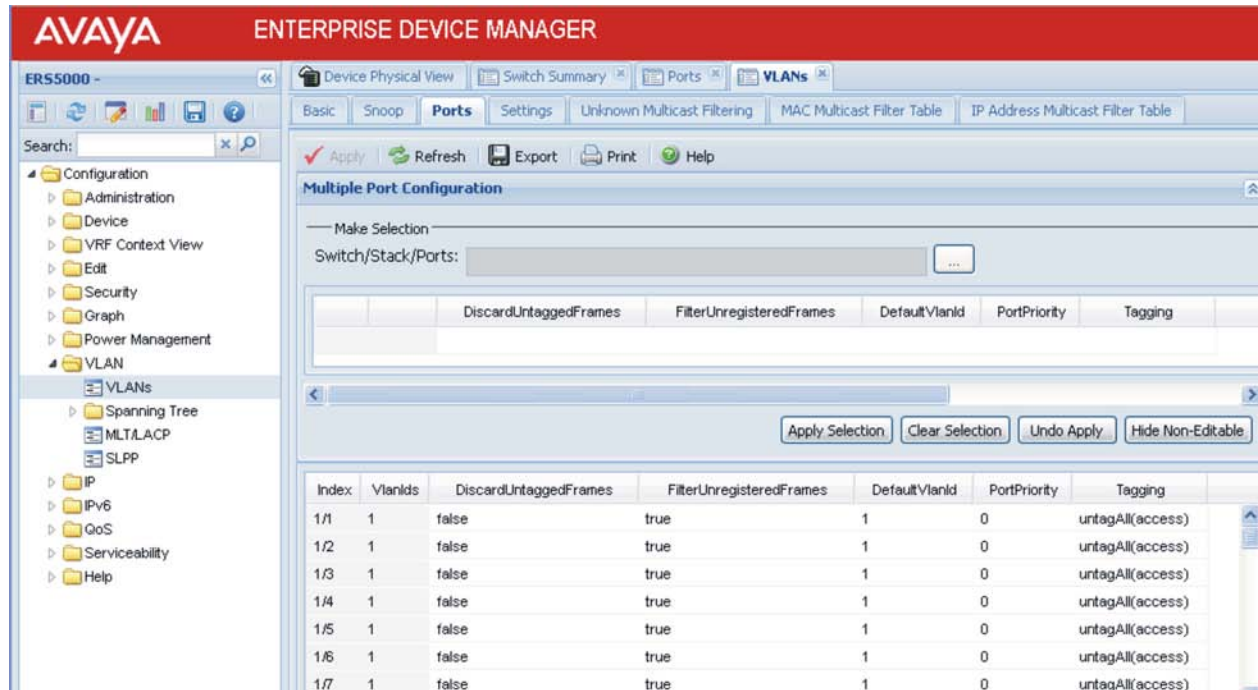 AVAYA ENTERPRISE DEVICE MANAGER
ERS5000 -
Search:
Configuration
Administration
Device
VRF Context View
Edit
Security
Graph
Power Management
VLAN
VLANs
Spanning Tree
MLT/LACP
SLPP
IP
IPv6
QoS
Serviceability
Help
Device Physical View Switch Summary Ports VLANs
Basic Snoop Ports Settings Unknown Multicast Filtering MAC Multicast Filter Table IP Address Multicast Filter Table
Apply Refresh Export Print Help
Multiple Port Configuration
Make Selection
Switch/Stack/Ports: ...
DiscardUntaggedFrames FilterUnregisteredFrames DefaultVlanId PortPriority Tagging
Apply Selection Clear Selection Undo Apply Hide Non-Editable
Index VlanIds DiscardUntaggedFrames FilterUnregisteredFrames DefaultVlanId PortPriority Tagging
1/1 1 false true 1 0 untagAll(access)
1/2 1 false true 1 0 untagAll(access)
1/3 1 false true 1 0 untagAll(access)
1/4 1 false true 1 0 untagAll(access)
1/5 1 false true 1 0 untagAll(access)
1/6 1 false true 1 0 untagAll(access)
1/7 1 false true 1 0 untagAll(access)